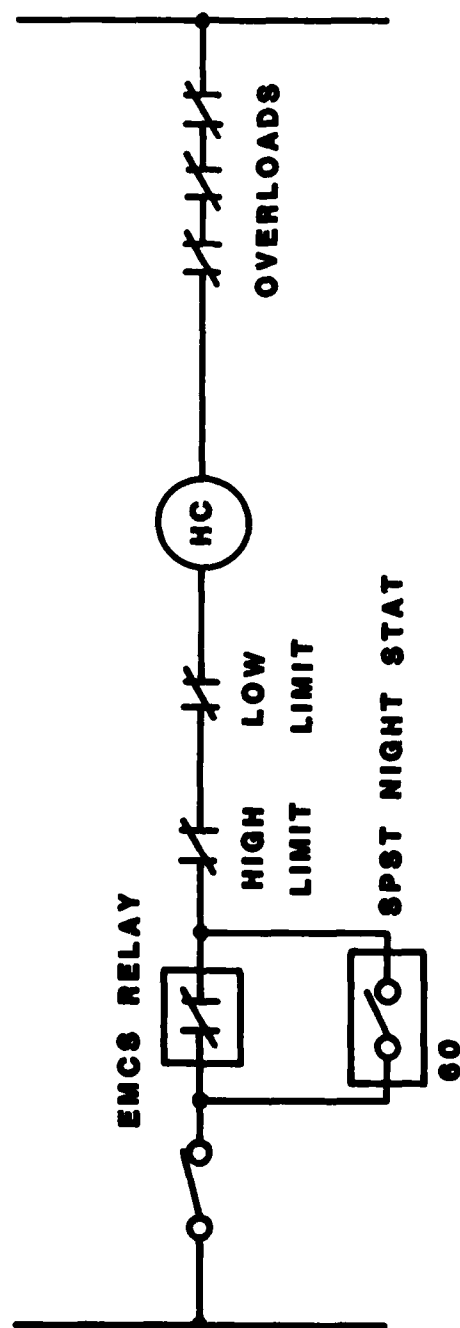 EMCS RELAY
HIGH
LIMIT
LOW
LIMIT
HC
OVERLOADS
60
SPST NIGHT STAT